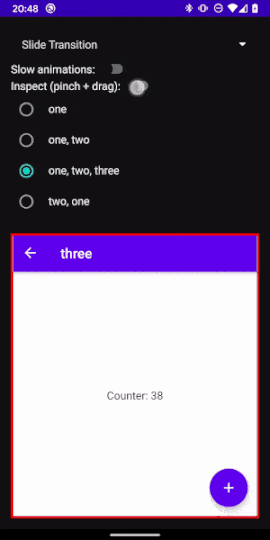 20:48
Slide Transition
Slow animations:
Inspect (pinch + drag):
one
one, two
one, two, three
two, one
three
Counter: 38
+